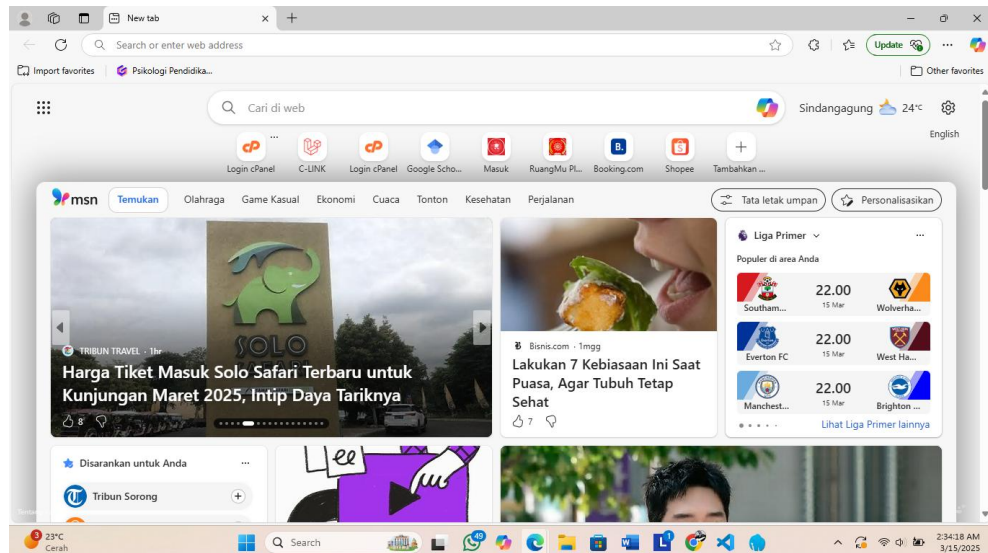 New tab
Search or enter web address
Update
Import favorites
Psikologi Pendidika...
Other favorites
Cari di web
Sindangagung
24°C
English
Login cPanel
C-LINK
Login cPanel
Google Scho...
Masuk
RuangMu Pl...
Booking.com
Shopee
Tambahkan ...
msn
Temukan
Olahraga
Game Kasual
Ekonomi
Cuaca
Tonton
Kesehatan
Perjalanan
Tata letak umpan
Personalisasikan
SOLO
TRIBUN TRAVEL · 1hr
Harga Tiket Masuk Solo Safari Terbaru untuk
Kunjungan Maret 2025, Intip Daya Tariknya
8
Bisnis.com · 1mgg
Lakukan 7 Kebiasaan Ini Saat
Puasa, Agar Tubuh Tetap
Sehat
7
Liga Primer
Populer di area Anda
Southam...
22.00
15 Mar
Wolverha...
Everton FC
22.00
15 Mar
West Ha...
Manchest...
22.00
15 Mar
Brighton ...
Lihat Liga Primer lainnya
Disarankan untuk Anda
Tribun Sorong
ee
3
23°C
Cerah
Search
49
2:34:18 AM
3/15/2025